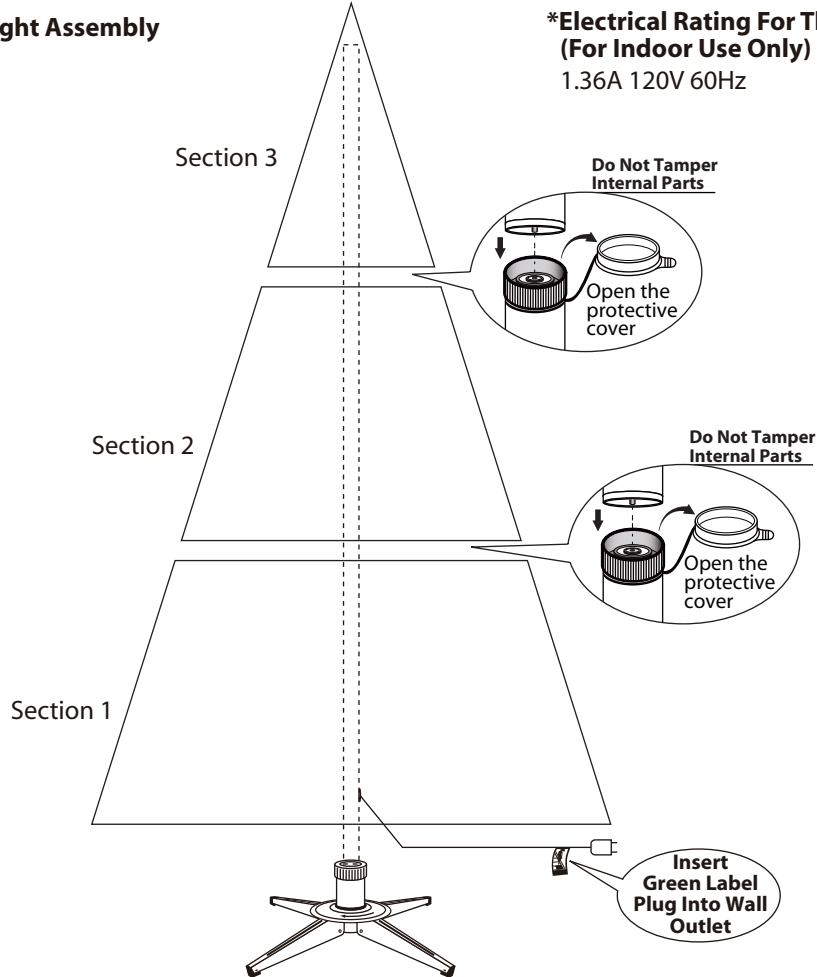 ght Assembly
*Electrical Rating For Th
(For Indoor Use Only)
1.36A 120V 60Hz
Section 3
Do Not Tamper
Internal Parts
Open the
protective
cover
Section 2
Do Not Tamper
Internal Parts
Open the
protective
cover
Section 1
Insert
Green Label
Plug Into Wall
Outlet